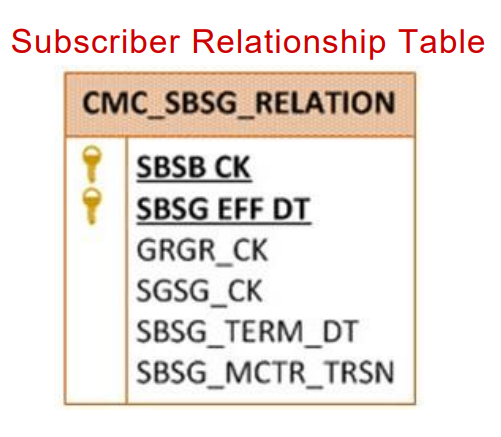 Subscriber Relationship Table
CMC_SBSG_RELATION
SBSB CK
SBSG EFF DT
GRGR_CK
SGSG_CK
SBSG_TERM_DT
SBSG_MCTR_TRSN